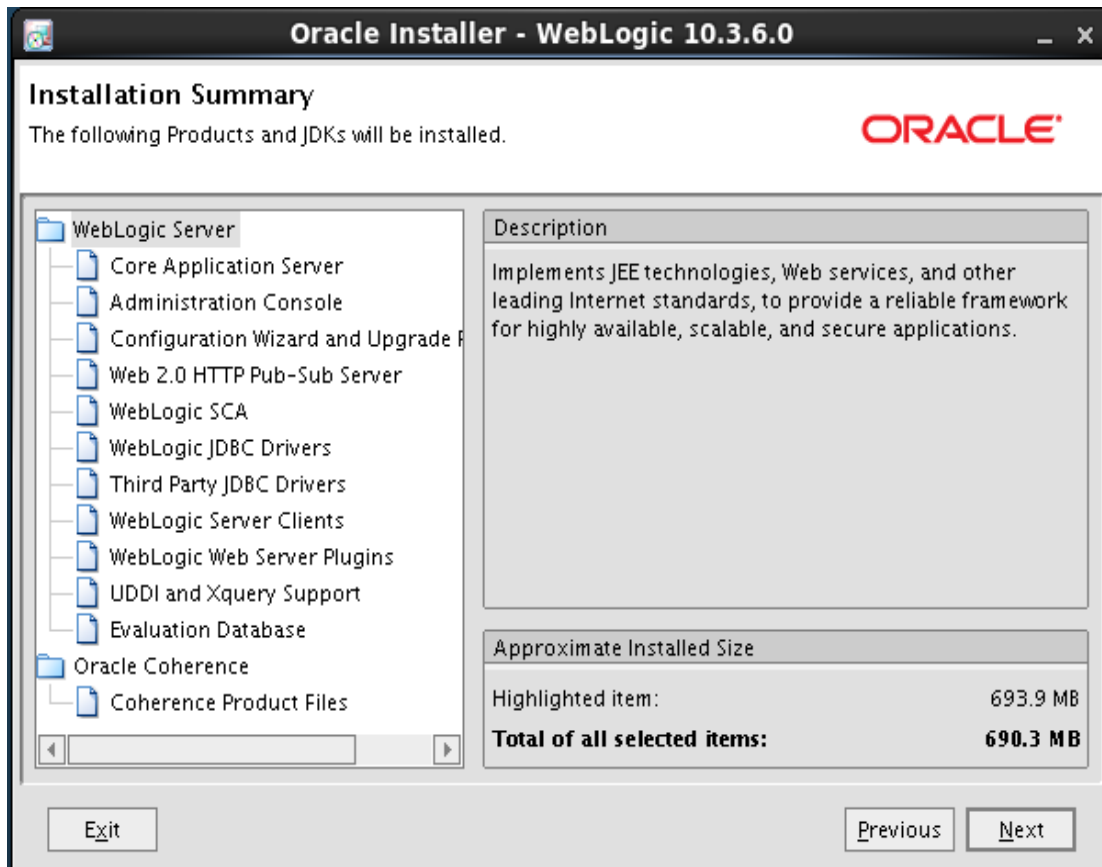 Oracle Installer - WebLogic 10.3.6.0
Installation Summary
The following Products and JDKs will be installed.
ORACLE
WebLogic Server
Core Application Server
Administration Console
Configuration Wizard and Upgrade
Web 2.0 HTTP Pub-Sub Server
WebLogic SCA
WebLogic JDBC Drivers
Third Party JDBC Drivers
WebLogic Server Clients
WebLogic Web Server Plugins
UDDI and Xquery Support
Evaluation Database
Oracle Coherence
Coherence Product Files
Description
Implements JEE technologies, Web services, and other
leading Internet standards, to provide a reliable framework
for highly available, scalable, and secure applications.
Approximate Installed Size
Highlighted item: 693.9 MB
Total of all selected items: 690.3 MB
Exit
Previous
Next